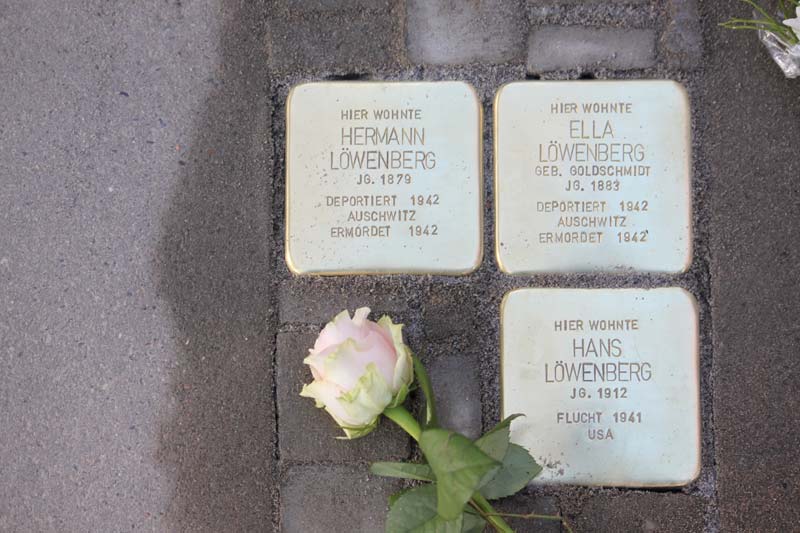 HIER WOHNTE
HERMANN
LÖWENBERG
JG. 1879
DEPORTIERT 1942
AUSCHWITZ
ERMORDET 1942
HIER WOHNTE
ELLA
LÖWENBERG
GEB. GOLDSCHMIDT
JG. 1883
DEPORTIERT 1942
AUSCHWITZ
ERMORDET 1942
HIER WOHNTE
HANS
LÖWENBERG
JG. 1912
FLUCHT 1941
USA